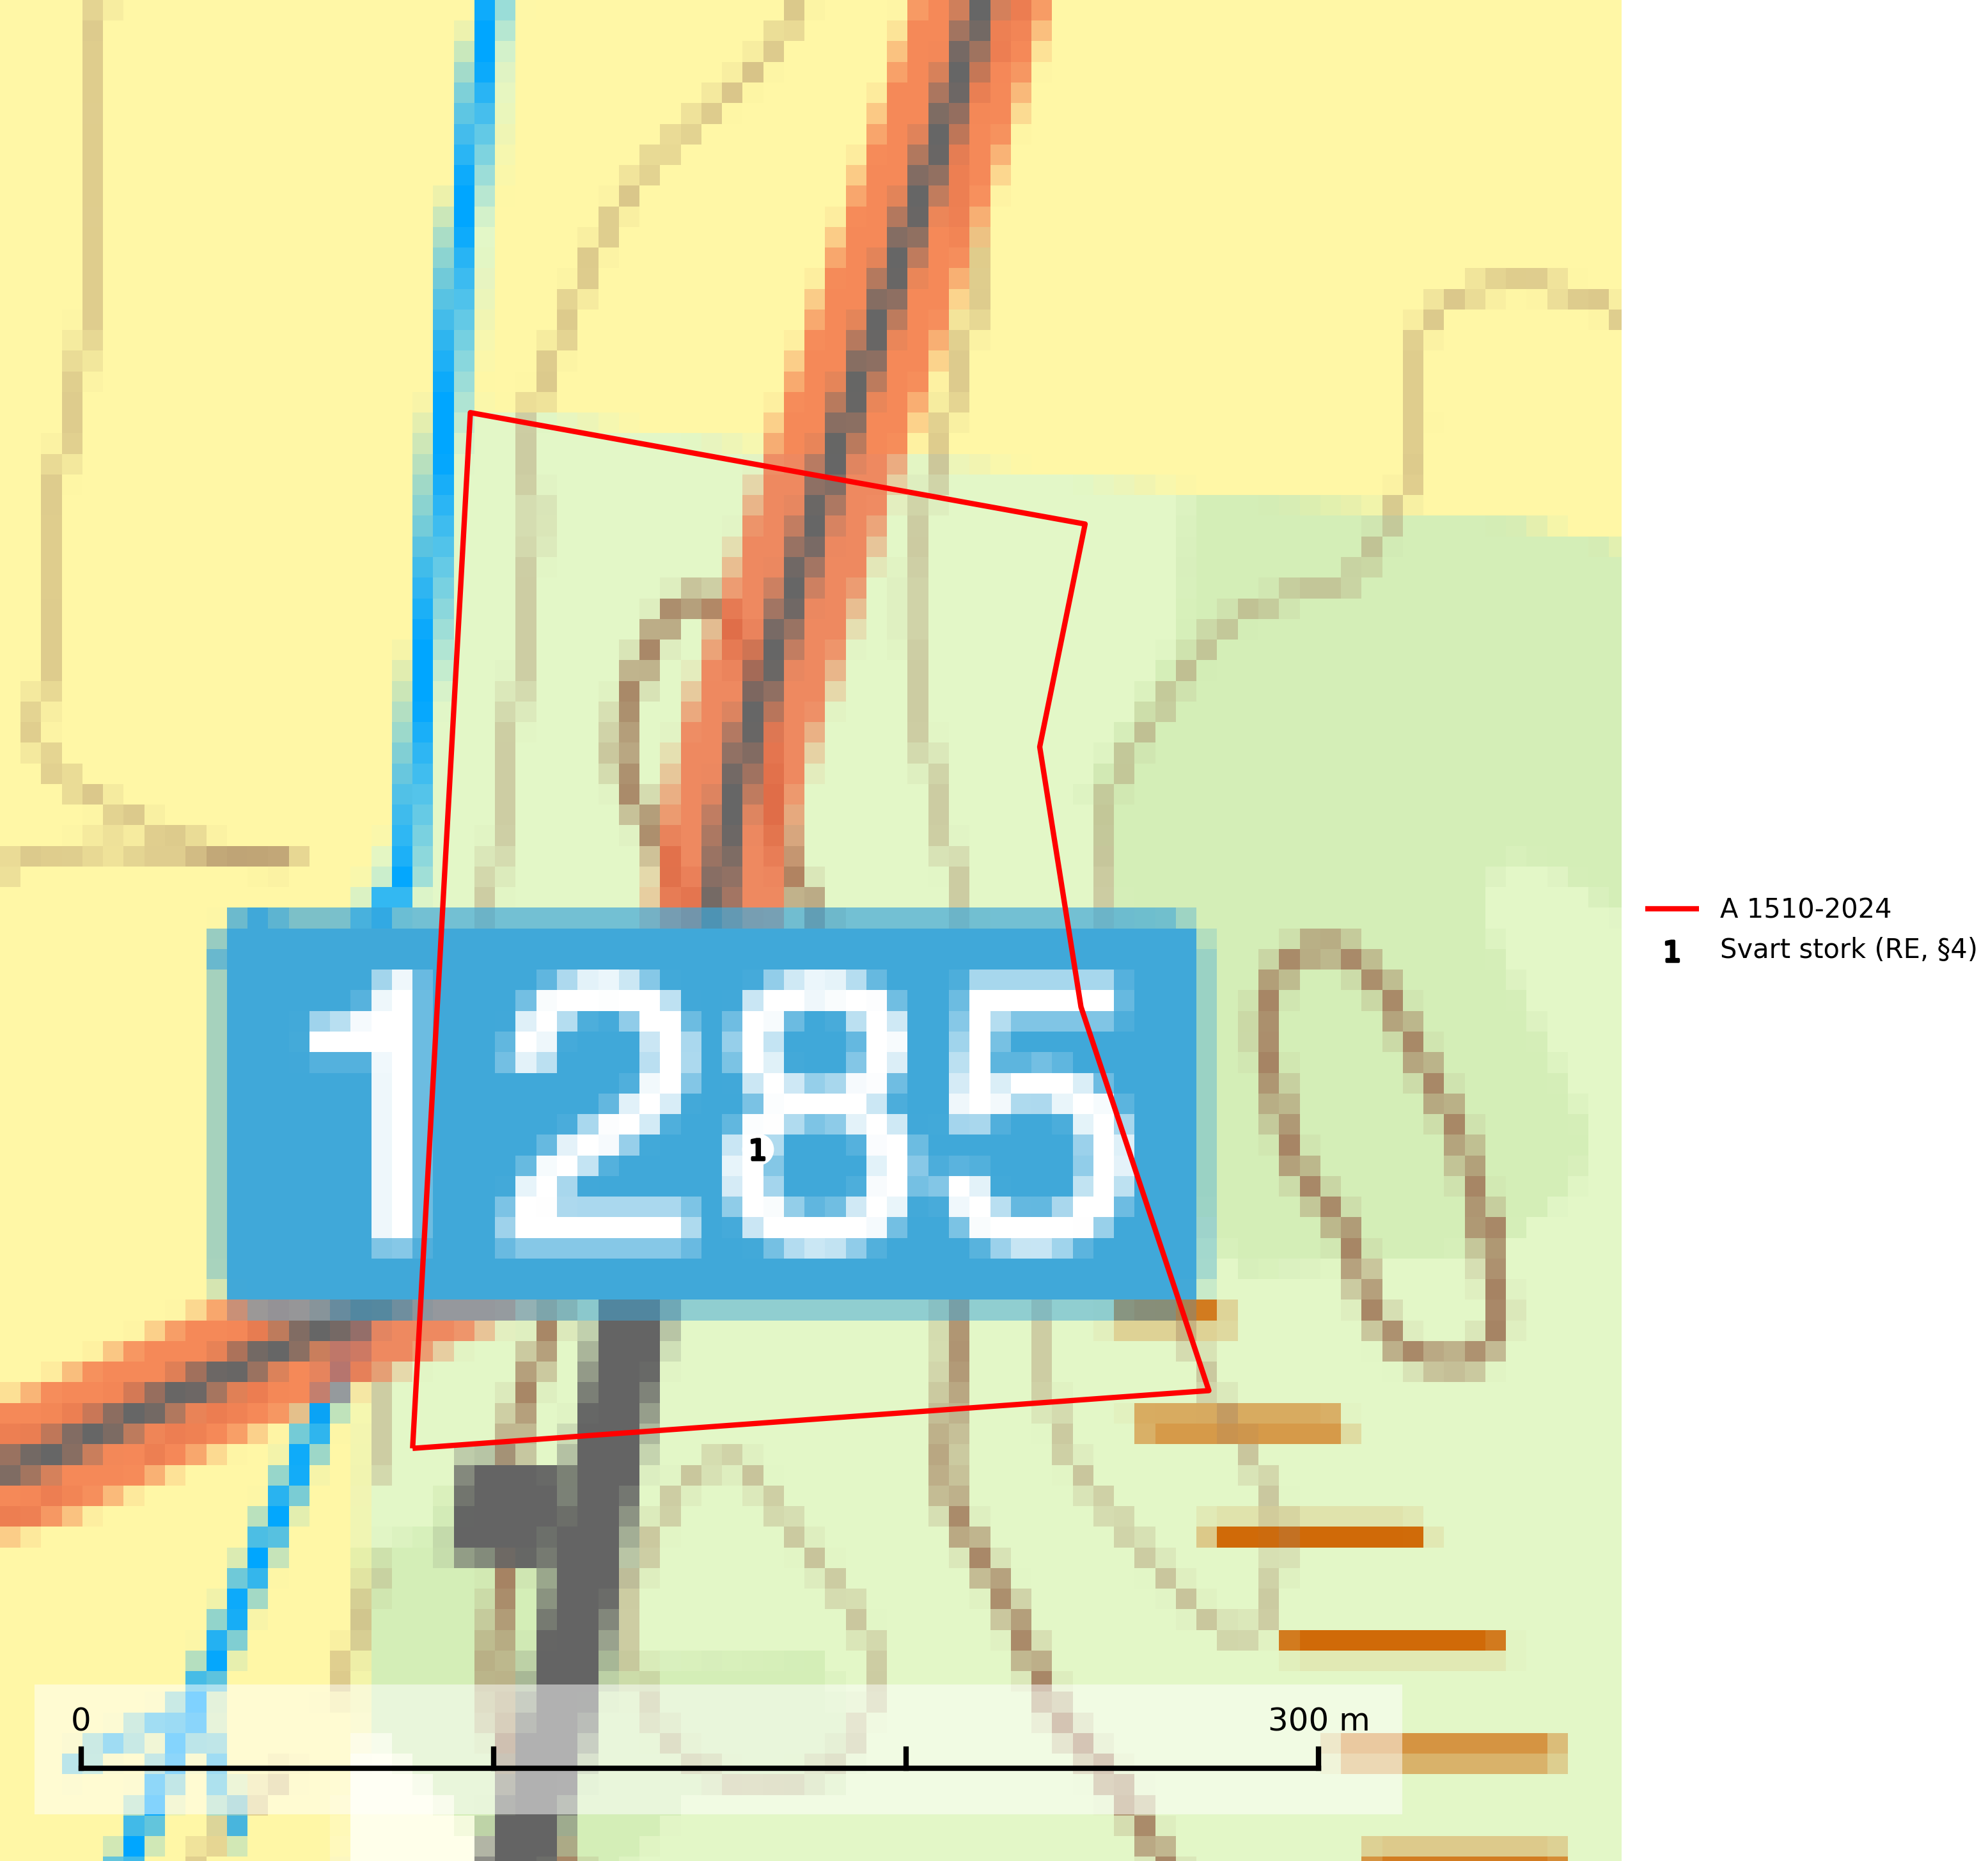 A 1510-2024
1 Svart stork (RE, §4)
1285
1
0 300 m